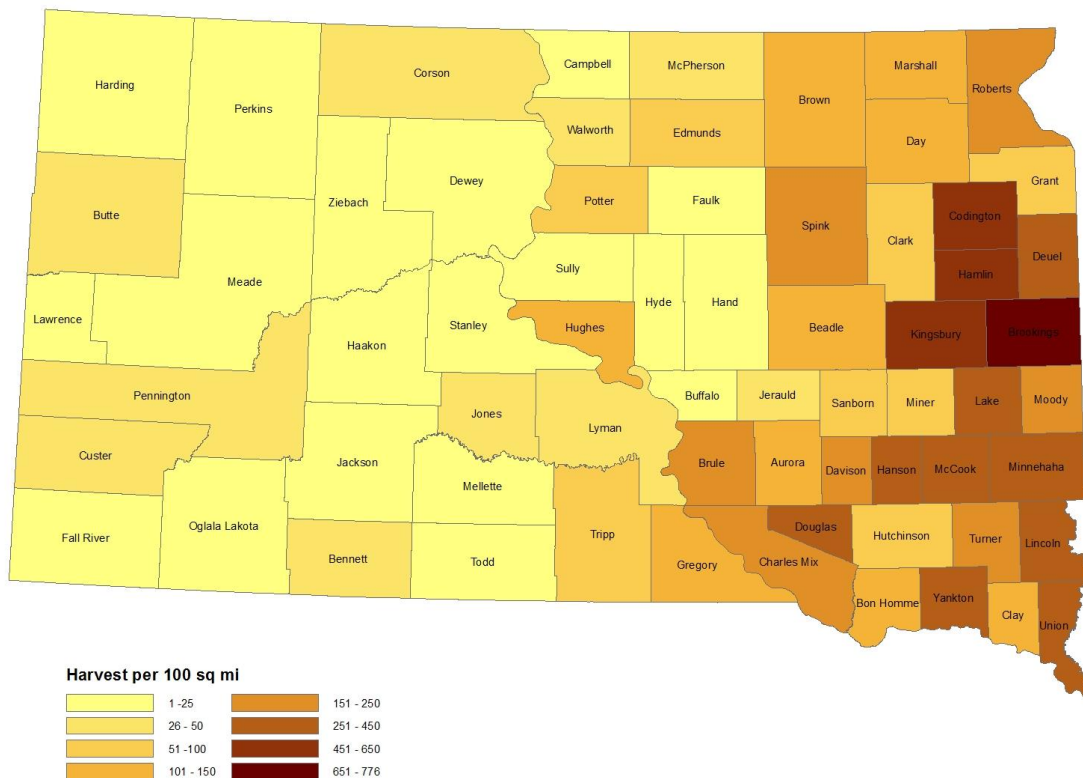 Harding
Perkins
Corson
Campbell
McPherson
Brown
Marshall
Roberts
Walworth
Edmunds
Day
Dewey
Ziebach
Butte
Potter
Faulk
Spink
Clark
Codington
Grant
Deuel
Hamlin
Meade
Sully
Hyde
Hand
Lawrence
Haakon
Stanley
Hughes
Beadle
Kingsbury
Brookings
Pennington
Jones
Lyman
Buffalo
Jerauld
Sanborn
Miner
Lake
Moody
Custer
Jackson
Mellette
Brule
Aurora
Davison
Hanson
McCook
Minnehaha
Fall River
Oglala Lakota
Bennett
Todd
Tripp
Gregory
Charles Mix
Douglas
Hutchinson
Turner
Lincoln
Bon Homme
Yankton
Clay
Union
Harvest per 100 sq mi
1 -25
26 - 50
51 -100
101 - 150
151 - 250
251 - 450
451 - 650
651 - 776